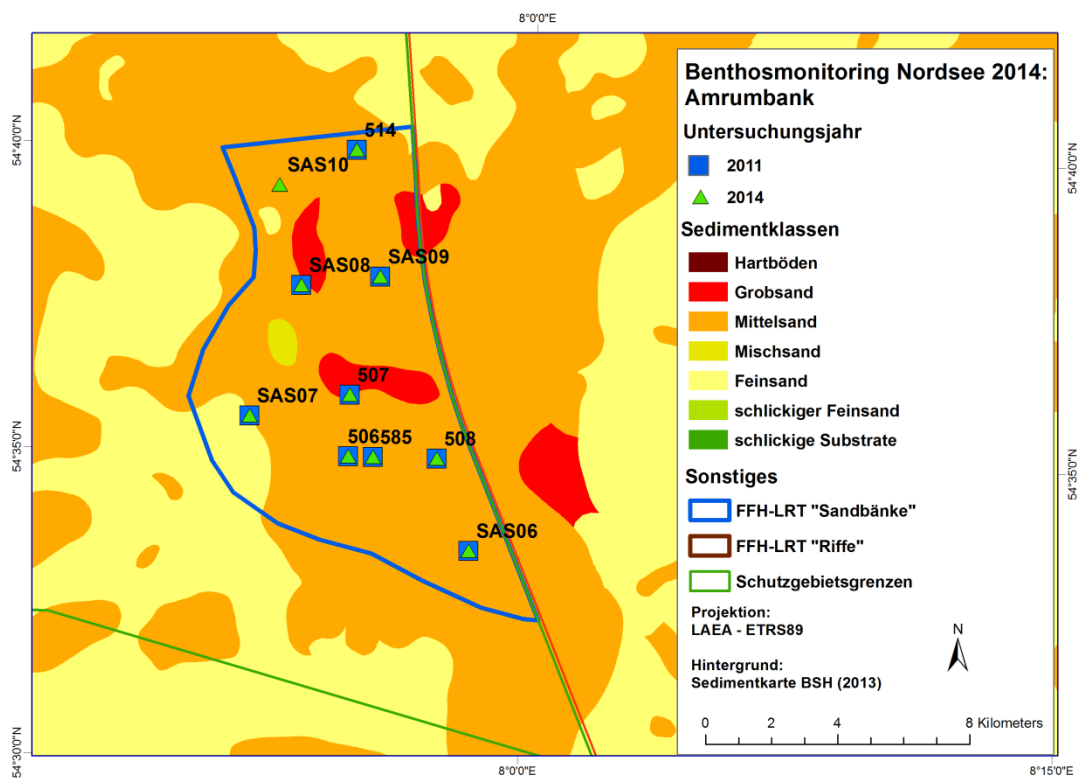 8°0'0"E
54°40'0"N
54°35'0"N
54°30'0"N
514
SAS10
SAS08
SAS09
507
SAS07
506
585
508
SAS06
Benthosmonitoring Nordsee 2014:
Amrumbank
Untersuchungsjahr
2011
2014
Sedimentklassen
Hartböden
Grobsand
Mittelsand
Mischsand
Feinsand
schlickiger Feinsand
schlickige Substrate
Sonstiges
FFH-LRT "Sandbänke"
FFH-LRT "Riffe"
Schutzgebietsgrenzen
Projektion:
LAEA - ETRS89
N
Hintergrund:
Sedimentkarte BSH (2013)
0 2 4 8 Kilometers
54°40'0"N
54°35'0"N
8°0'0"E
8°15'0"E